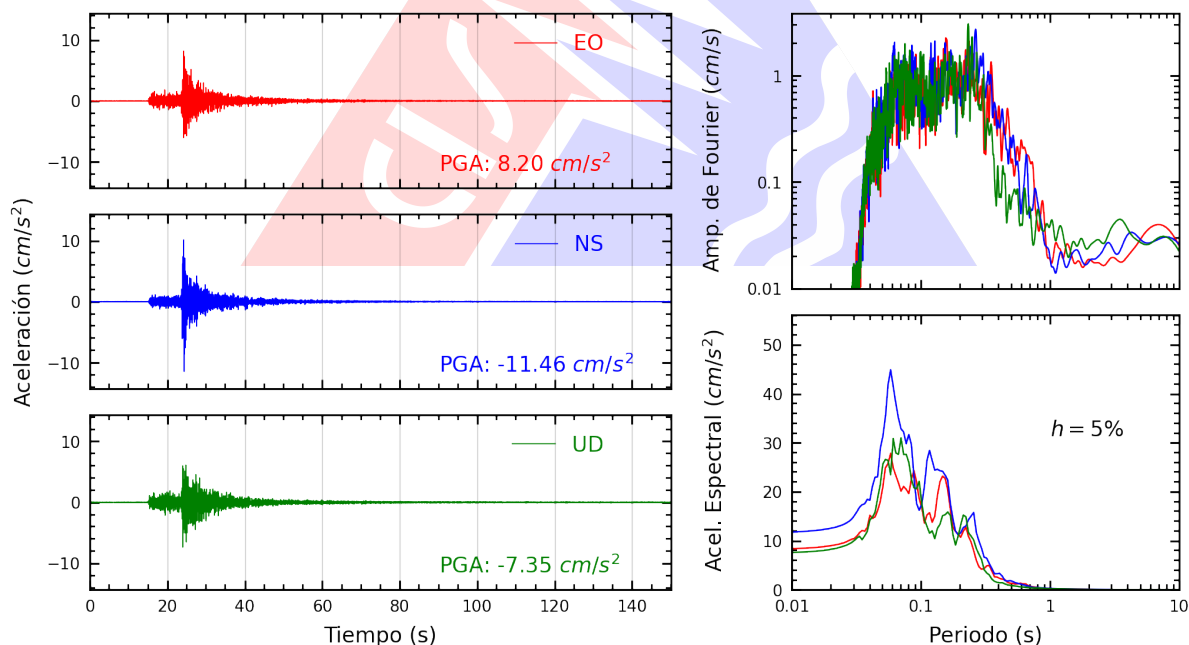 Aceleración (cm/s²)
10
0
−10
EO
PGA: 8.20 cm/s²
10
0
−10
NS
PGA: -11.46 cm/s²
10
0
−10
UD
PGA: -7.35 cm/s²
0 20 40 60 80 100 120 140
Tiempo (s)
Amp. de Fourier (cm/s)
1
0.1
0.01
Acel. Espectral (cm/s²)
50
40
30
20
10
0
h = 5%
0.01 0.1 1 10
Periodo (s)